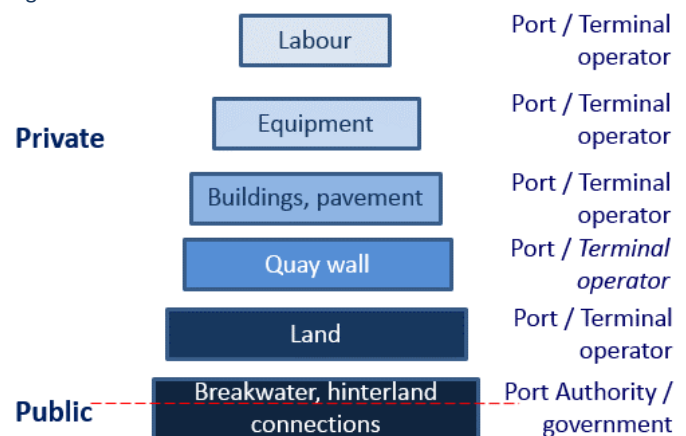 Labour
Port / Terminal
operator
Private
Equipment
Port / Terminal
operator
Buildings, pavement
Port / Terminal
operator
Quay wall
Port / Terminal
operator
Land
Port / Terminal
operator
Public
Breakwater, hinterland
connections
Port Authority /
government